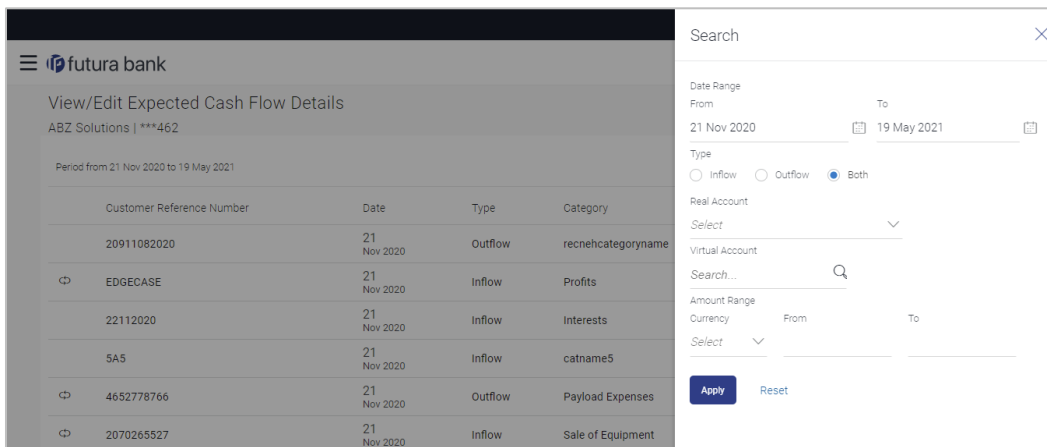 futura bank
View/Edit Expected Cash Flow Details
ABZ Solutions | ***462
Period from 21 Nov 2020 to 19 May 2021
Customer Reference Number Date Type Category
20911082020 21 Nov 2020 Outflow recnehcategoryname
EDGECASE 21 Nov 2020 Inflow Profits
22112020 21 Nov 2020 Inflow Interests
5A5 21 Nov 2020 Inflow catname5
4652778766 21 Nov 2020 Outflow Payload Expenses
2070265527 21 Nov 2020 Inflow Sale of Equipment
Search
Date Range
From To
21 Nov 2020 19 May 2021
Type
Inflow Outflow Both
Real Account
Select
Virtual Account
Search...
Amount Range
Currency From To
Select
Apply Reset